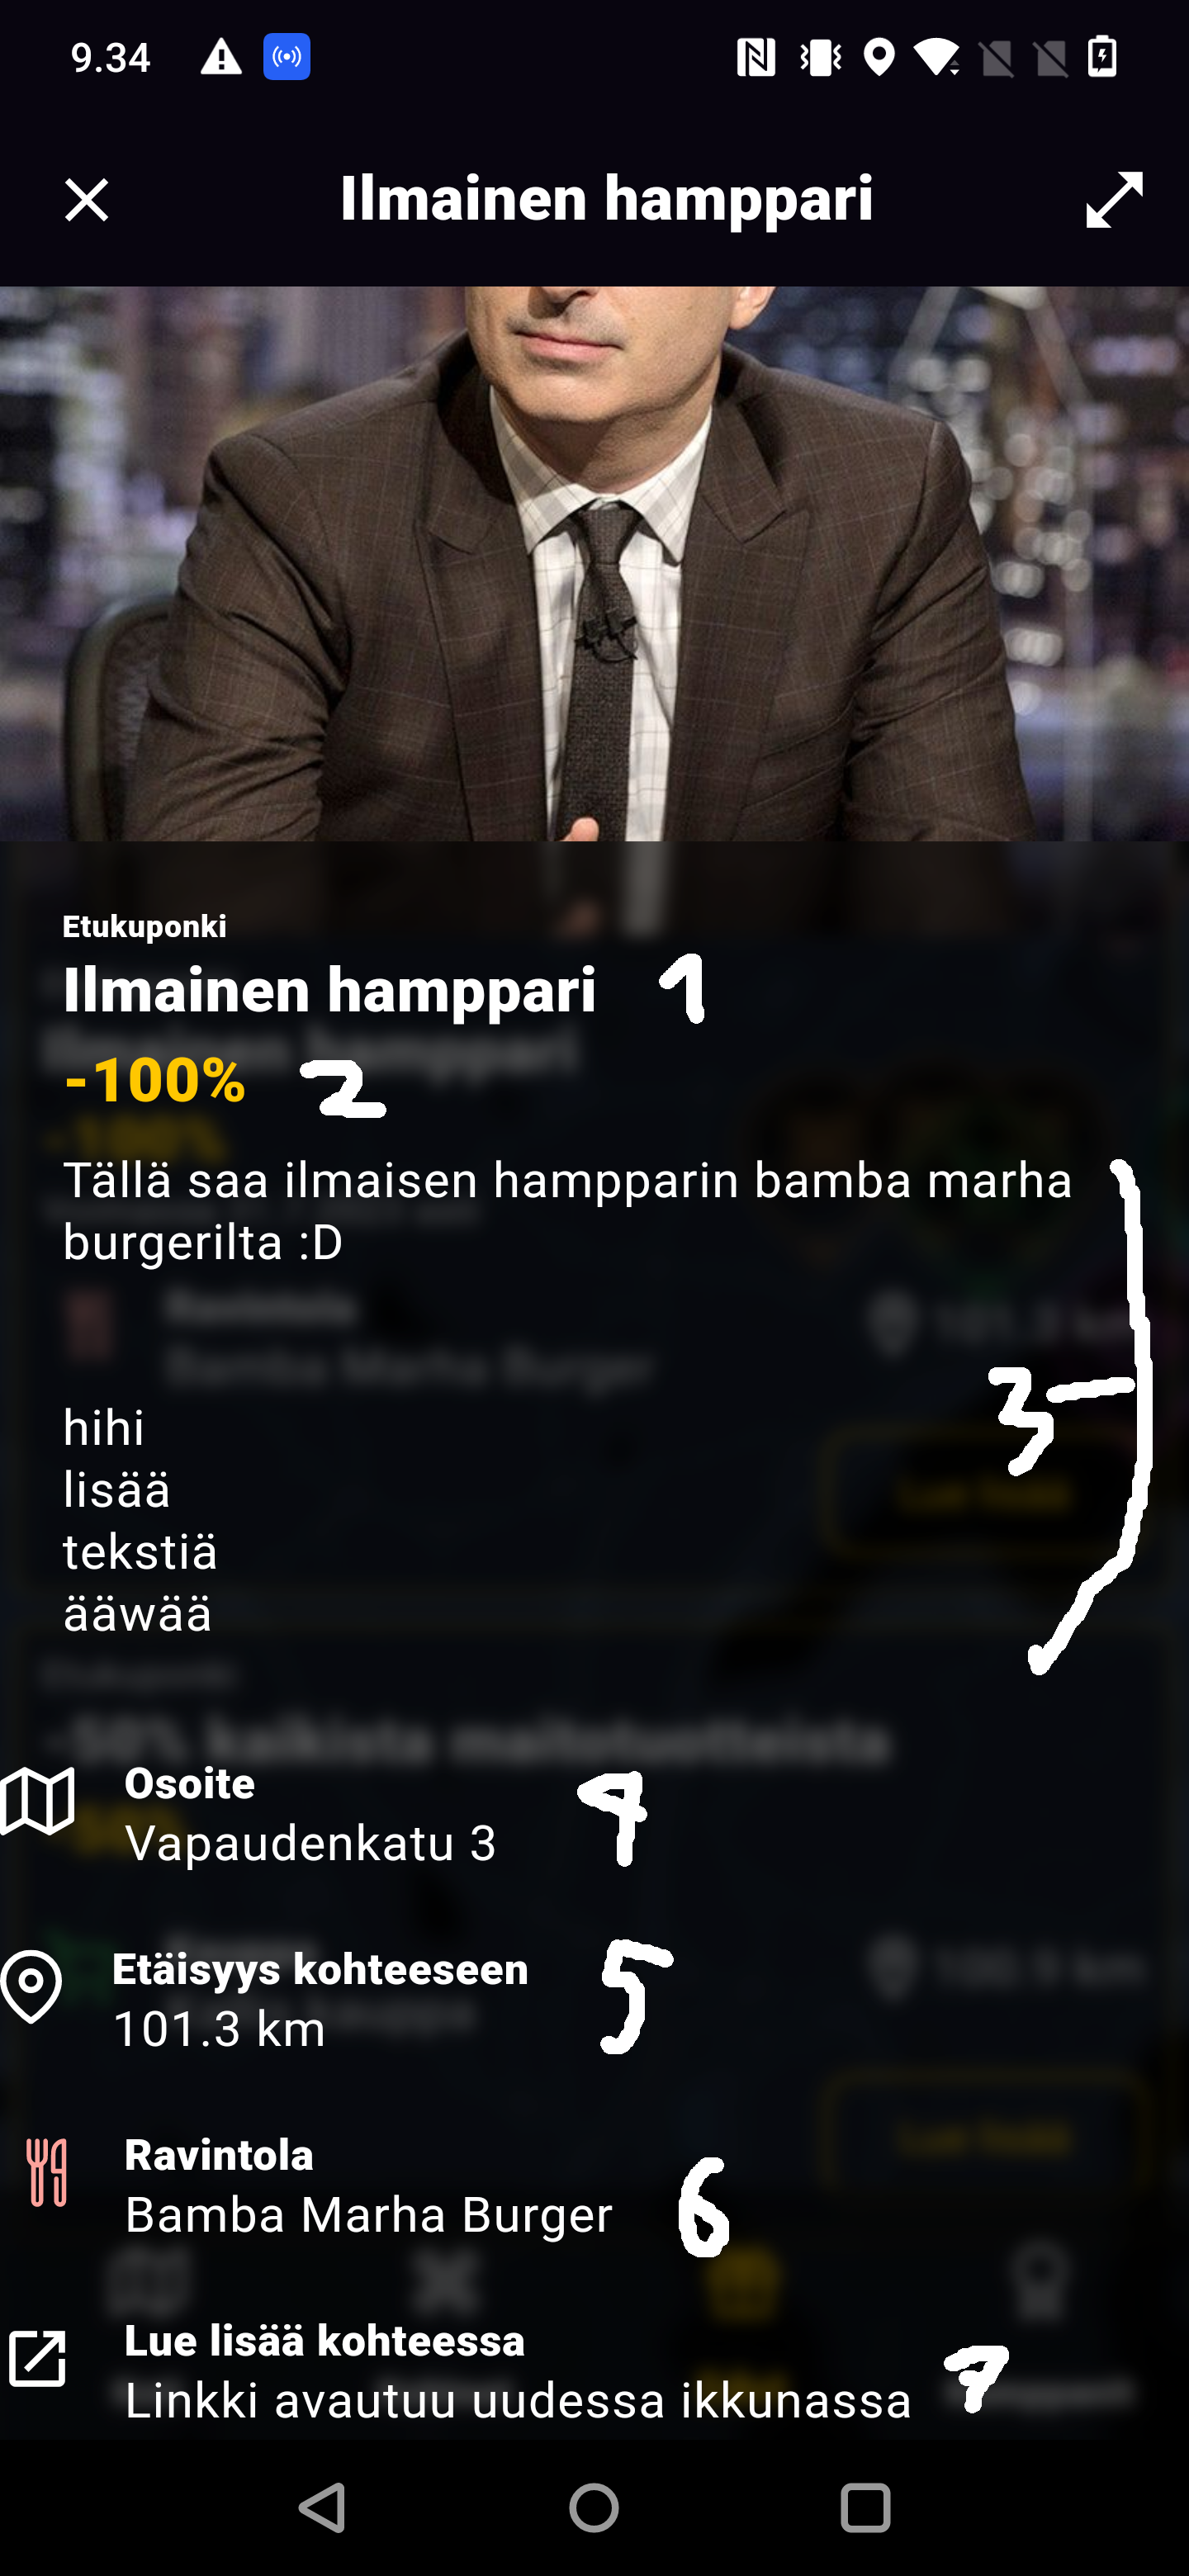 9.34
Ilmainen hamppari
Etukuponki
Ilmainen hamppari 1
-100% 2
Tällä saa ilmaisen hampparin bamba marha
burgerilta :D
3
hihi
lisää
tekstiä
ääwää
Osoite
Vapaudenkatu 3
4
Etäisyys kohteeseen
101.3 km
5
Ravintola
Bamba Marha Burger
6
Lue lisää kohteessa
Linkki avautuu uudessa ikkunassa
7